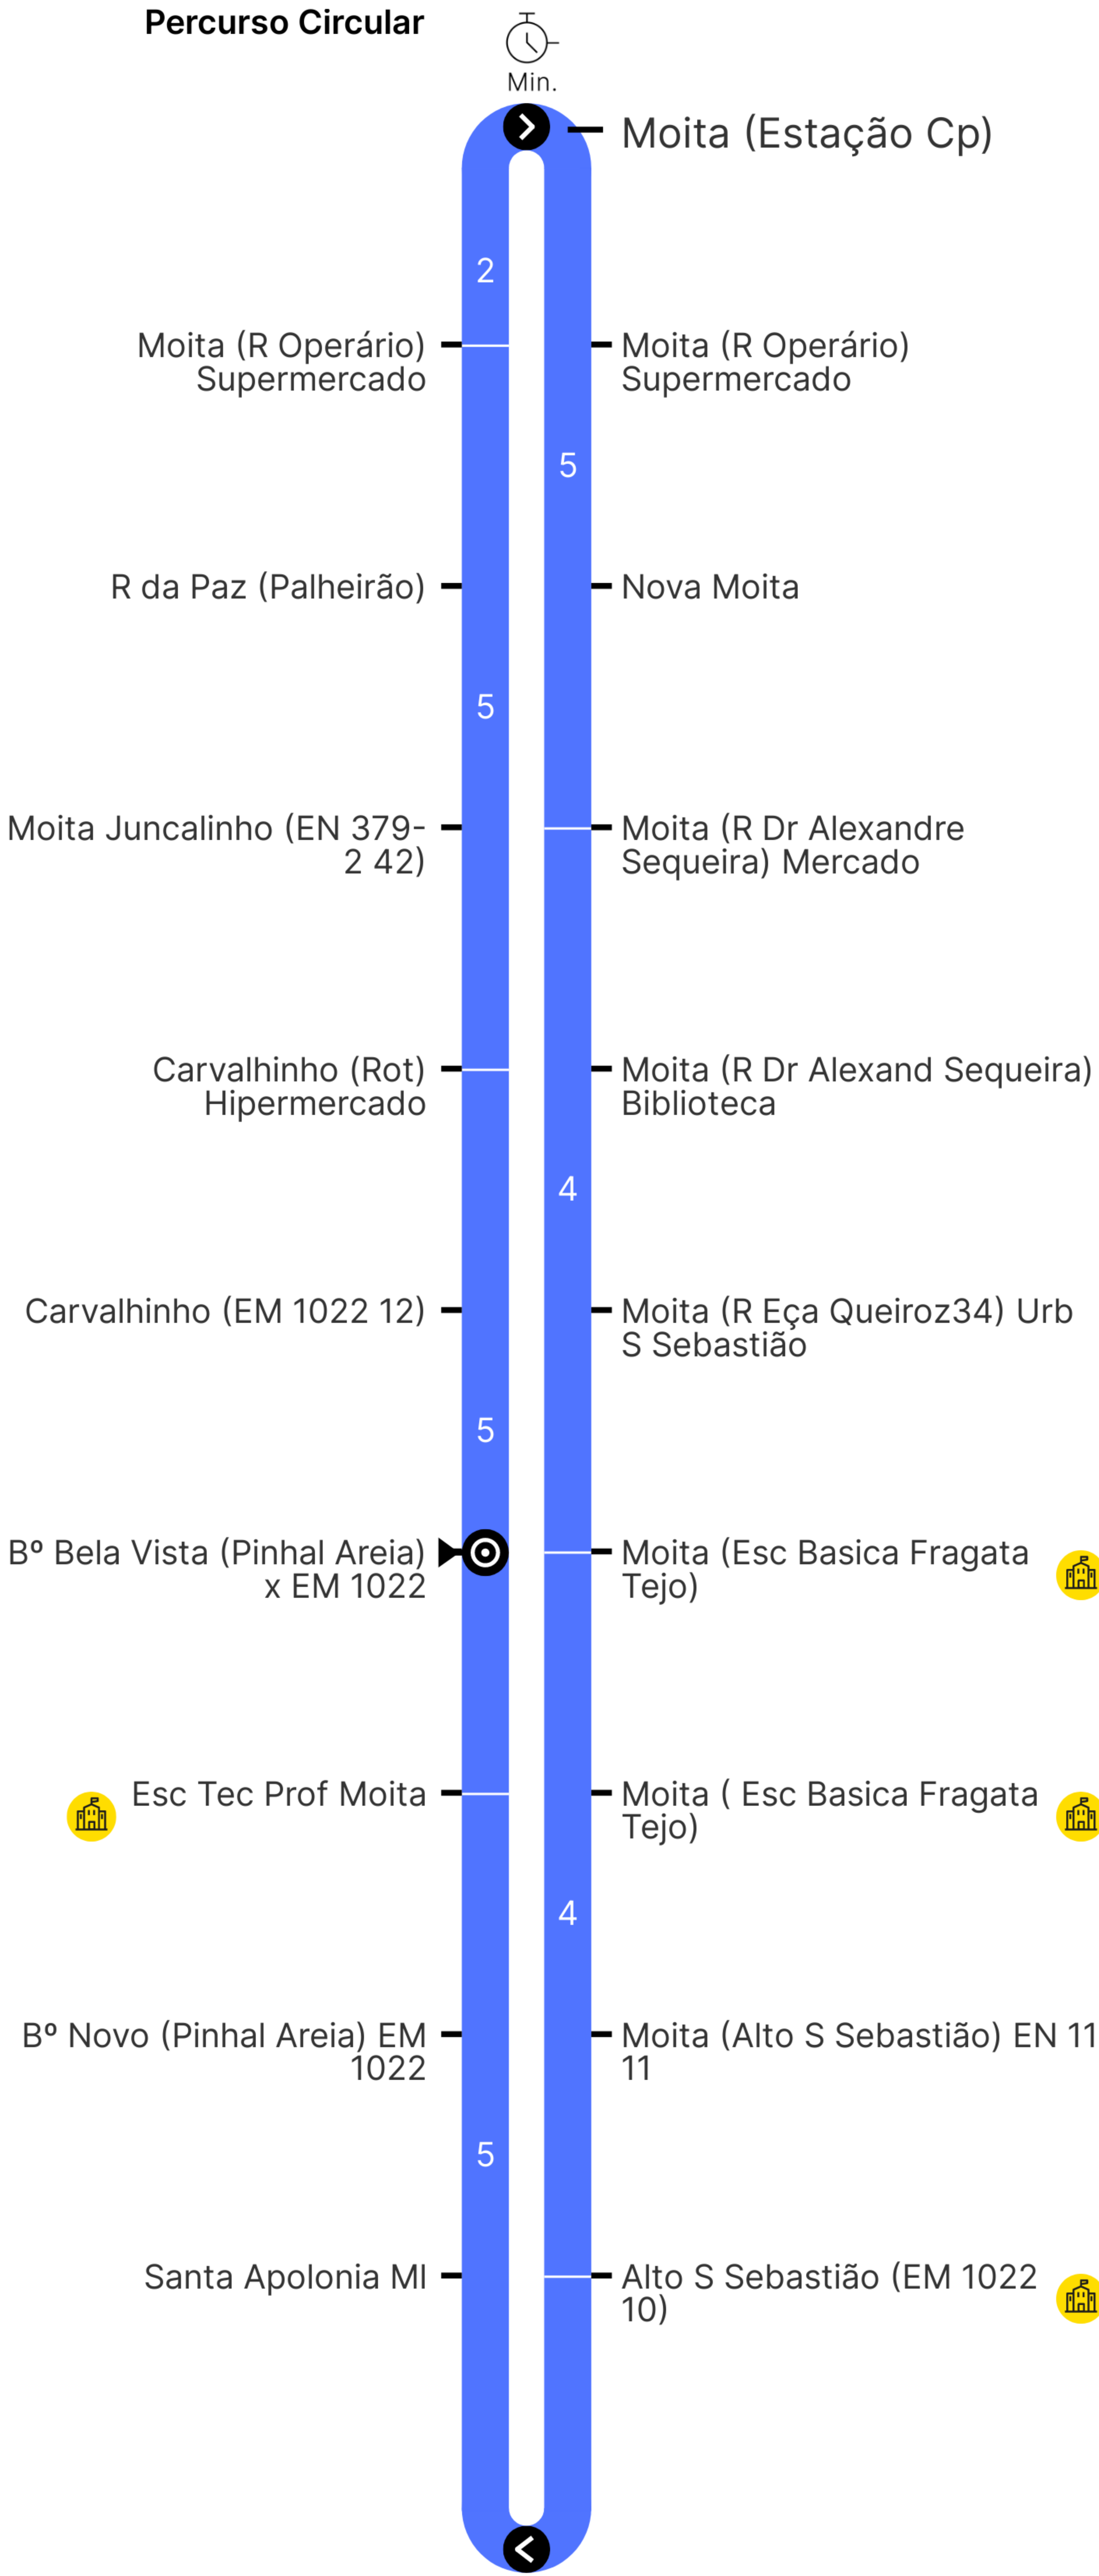 Percurso Circular
Min.
Moita (Estação Cp)
2
Moita (R Operário)
Supermercado
Moita (R Operário)
Supermercado
5
R da Paz (Palheirão)
Nova Moita
5
Moita Juncalinho (EN 379-
2 42)
Moita (R Dr Alexandre
Sequeira) Mercado
Carvalhinho (Rot)
Hipermercado
Moita (R Dr Alexand Sequeira)
Biblioteca
4
Carvalhinho (EM 1022 12)
Moita (R Eça Queiroz34) Urb
S Sebastião
5
Bº Bela Vista (Pinhal Areia)
x EM 1022
Moita (Esc Basica Fragata
Tejo)
Esc Tec Prof Moita
Moita ( Esc Basica Fragata
Tejo)
4
Bº Novo (Pinhal Areia) EM
1022
Moita (Alto S Sebastião) EN 11
11
5
Santa Apolonia MI
Alto S Sebastião (EM 1022
10)